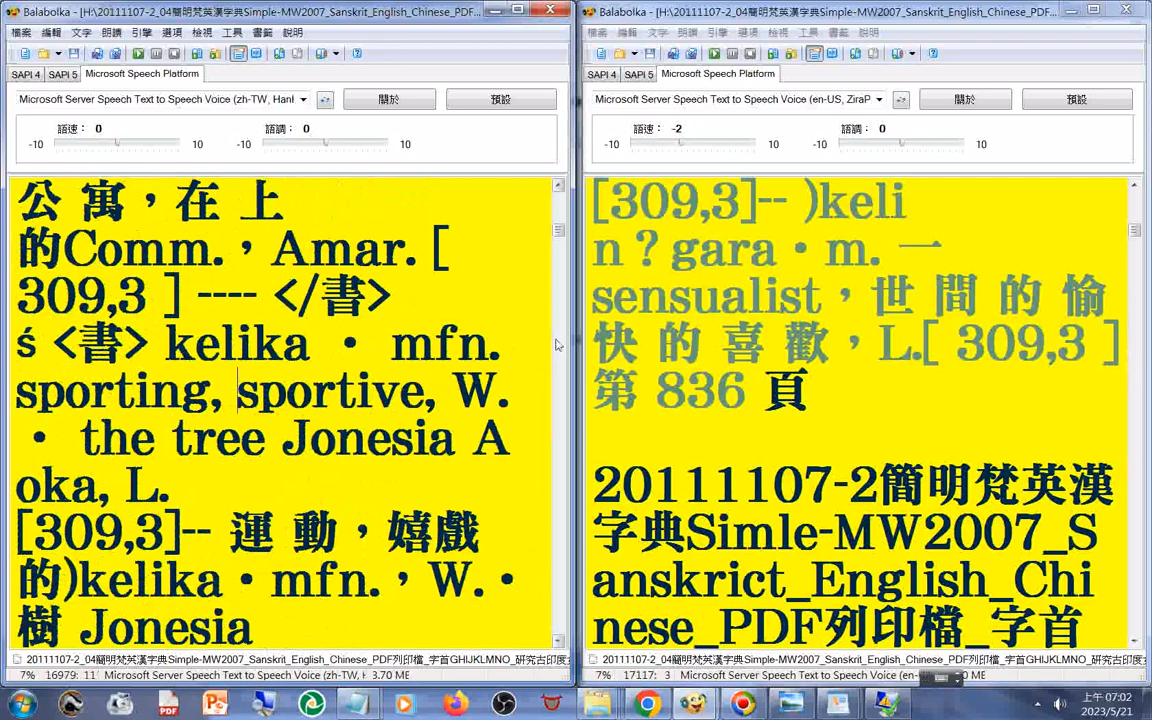 Balabolka - [H:\20111107-2_04簡明梵英漢字典Simple-MW2007_Sanskrit_English_Chinese_PDF...
檔案 編輯 文字 朗讀 引擎 選項 檢視 工具 書籤 說明
SAPI 4 SAPI 5 Microsoft Speech Platform
Microsoft Server Speech Text to Speech Voice (zh-TW, Hanl 關於 預設
語速： 0 語調： 0
-10 10 -10 10
公 寓，在 上
的Comm.，Amar. [
309,3 ] ---- </書>
ś <書> kelika • mfn.
sporting, sportive, W.
• the tree Jonesia A
oka, L.
[309,3]-- 運 動，嬉戲
的)kelika•mfn.，W.•
樹 Jonesia
20111107-2_04簡明梵英漢字典Simple-MW2007_Sanskrit_English_Chinese_PDF列印檔_字首GHIJKLMNO_研究古印度
7% 16979: 11 Microsoft Server Speech Text to Speech Voice (zh-TW, 3.70 MB
Balabolka - [H:\20111107-2_04簡明梵英漢字典Simple-MW2007_Sanskrit_English_Chinese_PDF...
檔案 編輯 文字 朗讀 引擎 選項 檢視 工具 書籤 說明
SAPI 4 SAPI 5 Microsoft Speech Platform
Microsoft Server Speech Text to Speech Voice (en-US, ZiraP 關於 預設
語速： -2 語調： 0
-10 10 -10 10
[309,3]-- )keli
n？gara•m. 一
sensualist，世 間 的 愉
快 的 喜 歡，L.[ 309,3 ]
第 836 頁
20111107-2簡明梵英漢
字典Simle-MW2007_S
anskrict_English_Chi
nese_PDF列印檔_字首
20111107-2_04簡明梵英漢字典Simple-MW2007_Sanskrit_English_Chinese_PDF列印檔_字首GHIJKLMNO_研究古印度
7% 17117: Microsoft Server Speech Text to Speech Voice 3.70 MB
上午 07:02
2023/5/21